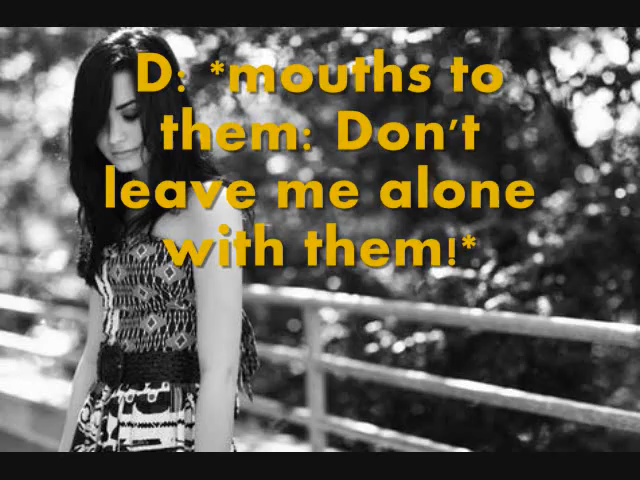 D: *mouths to
them: Don't
leave me alone
with them!*